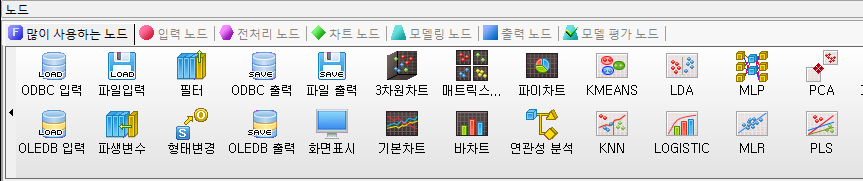 노드
F 많이 사용하는 노드 입력 노드 전처리 노드 차트 노드 모델링 노드 출력 노드 모델 평가 노드
LOAD LOAD SAVE SAVE
ODBC 입력 파일입력 필터 ODBC 출력 파일 출력 3차원차트 매트릭스... 파미차트 KMEANS LDA MLP PCA
LOAD S O SAVE
OLEDB 입력 파생변수 형태변경 OLEDB 출력 화면표시 기본차트 바차트 연관성 분석 KNN LOGISTIC MLR PLS